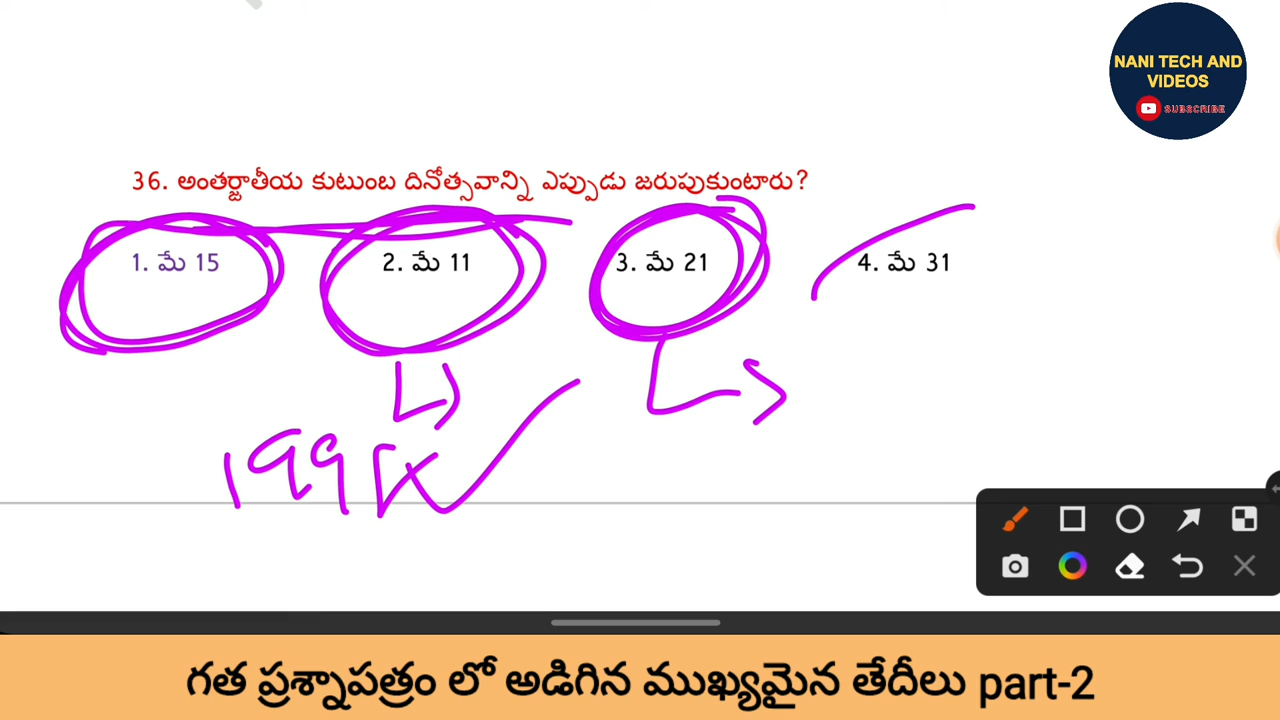 NANI TECH AND
VIDEOS
SUBSCRIBE
36. అంతర్జాతీయ కుటుంబ దినోత్సవాన్ని ఎప్పుడు జరుపుకుంటారు?
1. మే 15 2. మే 11 3. మే 21 4. మే 31
గత ప్రశ్నాపత్రం లో అడిగిన ముఖ్యమైన తేదీలు part-2